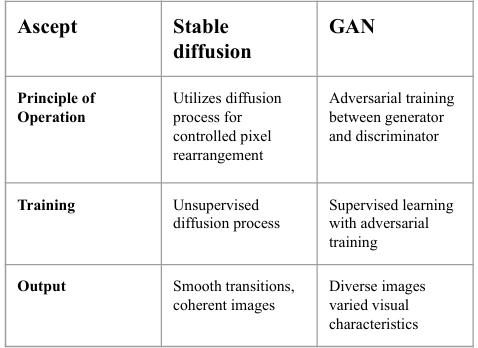 Ascept
Stable
diffusion
GAN
Principle of
Operation
Utilizes diffusion
process for
controlled pixel
rearrangement
Adversarial training
between generator
and discriminator
Training
Unsupervised
diffusion process
Supervised learning
with adversarial
training
Output
Smooth transitions,
coherent images
Diverse images
varied visual
characteristics